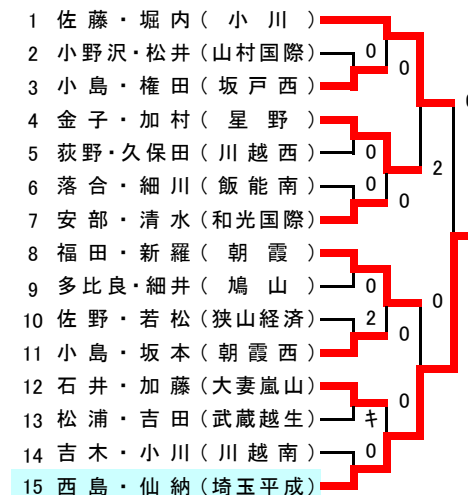 1 佐藤・堀内(小川)
2 小野沢・松井(山村国際) 0
3 小島・権田(坂戸西) 0
4 金子・加村(星野)
5 荻野・久保田(川越西) 0 2
6 落合・細川(飯能南) 0 0
7 安部・清水(和光国際)
8 福田・新羅(朝霞)
9 多比良・細井(鳩山) 0 0
10 佐野・若松(狭山経済) 2 0
11 小島・坂本(朝霞西)
12 石井・加藤(大妻嵐山) 0
13 松浦・吉田(武蔵越生) キ
14 吉木・小川(川越南) 0
15 西島・仙納(埼玉平成)